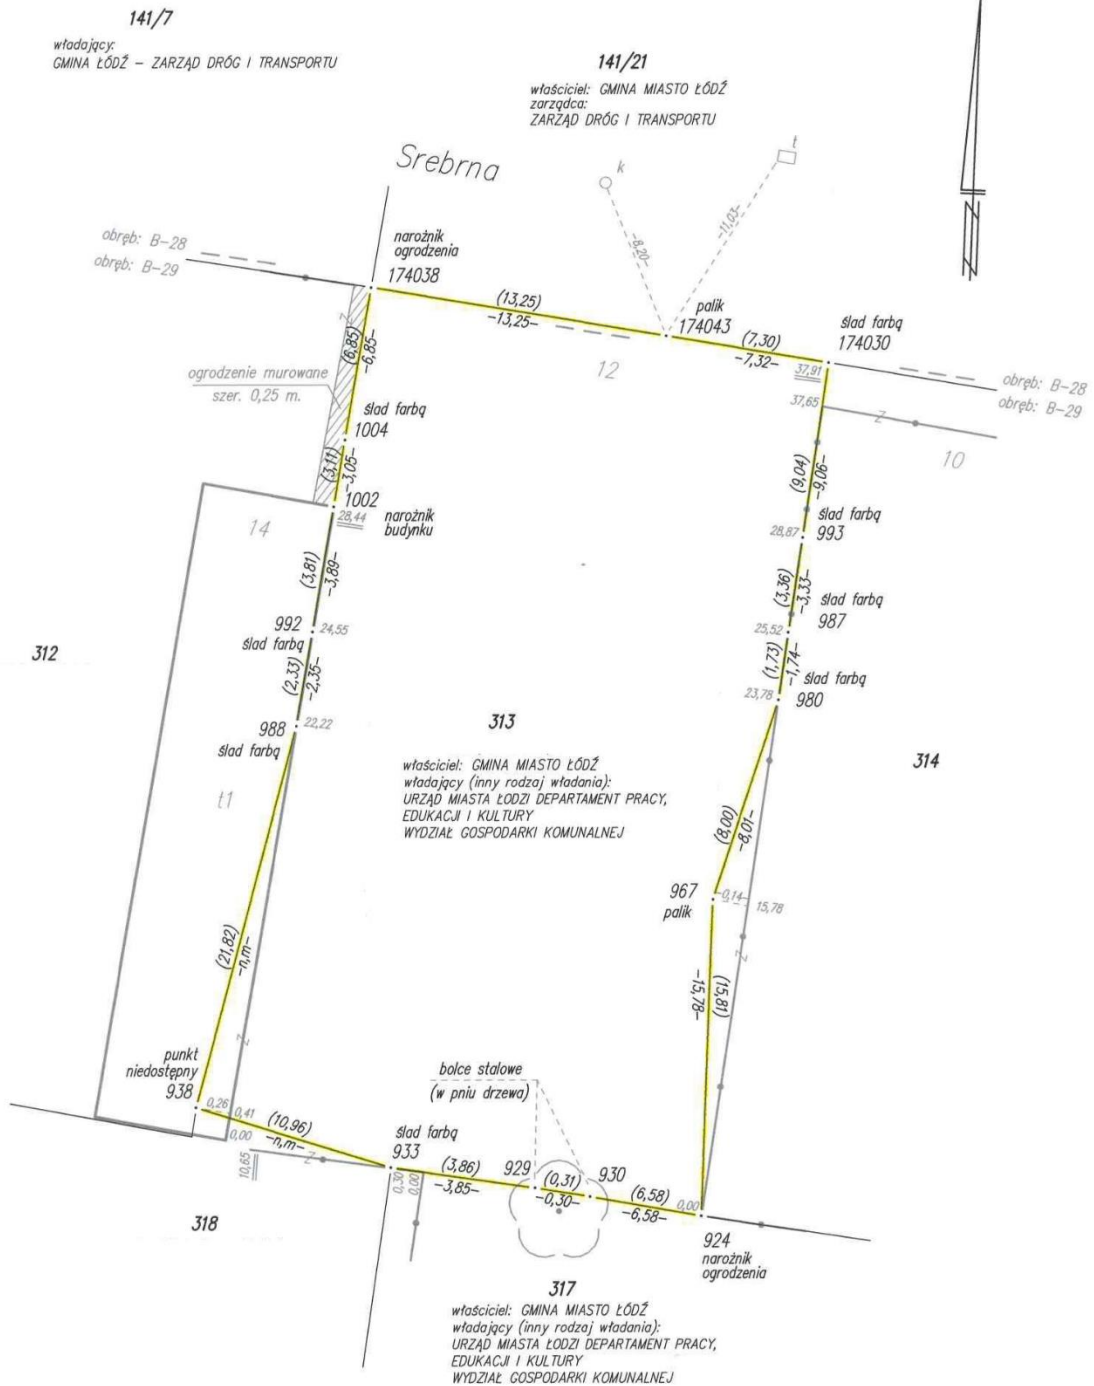 141/7
władający:
GMINA ŁÓDŹ – ZARZĄD DRÓG I TRANSPORTU
141/21
właściciel: GMINA MIASTO ŁÓDŹ
zarządca:
ZARZĄD DRÓG I TRANSPORTU
Srebrna
k
t
-8,20-
-11,03-
obręb: B-28
obręb: B-29
narożnik
ogrodzenia
174038
(13,25)
-13,25-
palik
174043
(7,30)
-7,32-
ślad farbą
174030
37,91
37,65
obręb: B-28
obręb: B-29
12
10
Z
Z
(6,85)
-6,85-
ogrodzenie murowane
szer. 0,25 m.
ślad farbą
1004
(3,11)
-3,05-
1002
28,44
narożnik
budynku
14
(9,04)
-9,06-
ślad farbą
993
28,87
(3,81)
-3,89-
(3,36)
-3,33-
ślad farbą
987
25,52
992
24,55
ślad farbą
(2,33)
-2,35-
(1,73)
-1,74-
ślad farbą
980
23,78
312
988
22,22
ślad farbą
t1
313
właściciel: GMINA MIASTO ŁÓDŹ
władający (inny rodzaj władania):
URZĄD MIASTA ŁODZI DEPARTAMENT PRACY,
EDUKACJI I KULTURY
WYDZIAŁ GOSPODARKI KOMUNALNEJ
314
(8,00)
-8,01-
967
palik
-0,14-
15,78
Z
(21,82)
-n,m-
-15,78-
(15,81)
Z
punkt
niedostępny
938
0,26
0,41
0,00
(10,96)
-n,m-
10,65
Z
bolce stalowe
(w pniu drzewa)
ślad farbą
933
0,30
0,00
(3,86)
-3,85-
929
(0,31)
-0,30-
930
(6,58)
-6,58-
0,00
924
narożnik
ogrodzenia
318
317
właściciel: GMINA MIASTO ŁÓDŹ
władający (inny rodzaj władania):
URZĄD MIASTA ŁODZI DEPARTAMENT PRACY,
EDUKACJI I KULTURY
WYDZIAŁ GOSPODARKI KOMUNALNEJ